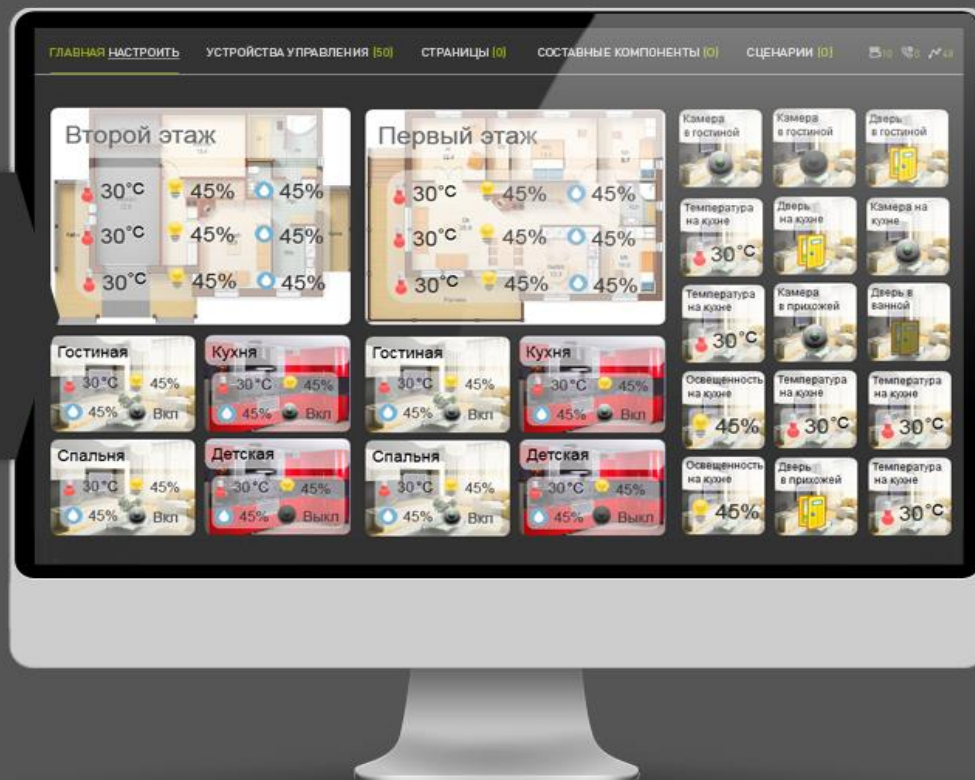 ГЛАВНАЯ НАСТРОИТЬ УСТРОЙСТВА УПРАВЛЕНИЯ (50) СТРАНИЦЫ (0) СОСТАВНЫЕ КОМПОНЕНТЫ (0) СЦЕНАРИИ (0)
Второй этаж
30°C 45% 45%
30°C 45% 45%
30°C 45% 45%
Первый этаж
30°C 45% 45%
30°C 45% 45%
30°C 45% 45%
Гостиная
30°C 45%
45% Вкл
Кухня
30°C 45%
45% Вкл
Гостиная
30°C 45%
45% Вкл
Кухня
30°C 45%
45% Вкл
Спальня
30°C 45%
45% Вкл
Детская
30°C 45%
45% Выкл
Спальня
30°C 45%
45% Вкл
Детская
30°C 45%
45% Выкл
Камера
в гостиной
Камера
в гостиной
Дверь
в гостиной
Температура
на кухне
30°C
Дверь
на кухне
Камера на
кухне
Температура
на кухне
30°C
Камера
в прихожей
Дверь в
ванной
Освещенность
на кухне
45%
Температура
на кухне
30°C
Температура
на кухне
30°C
Освещенность
на кухне
45%
Дверь
в прихожей
Температура
на кухне
30°C